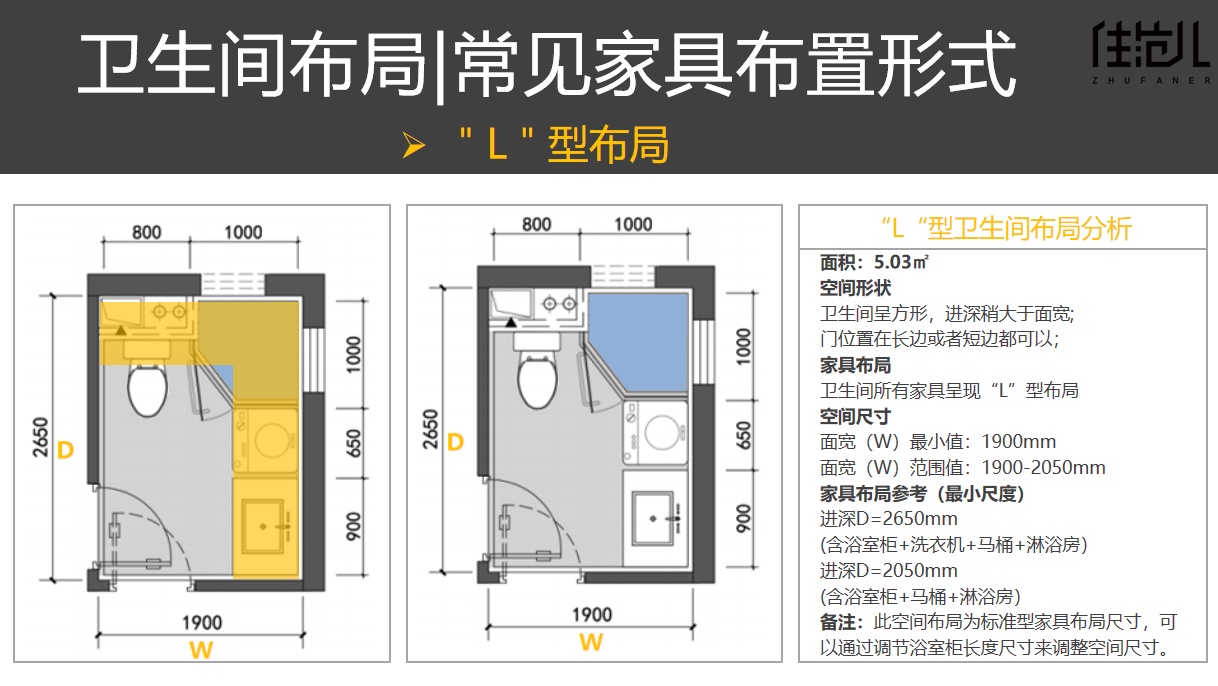 卫生间布局|常见家具布置形式
住范儿
ZHUFANER
➢ "L"型布局
800 1000
1000
650
900
2650
D
1900
W
800 1000
1000
650
900
2650
D
1900
W
“L“型卫生间布局分析
面积：5.03㎡
空间形状
卫生间呈方形，进深稍大于面宽;
门位置在长边或者短边都可以；
家具布局
卫生间所有家具呈现“L”型布局
空间尺寸
面宽（W）最小值：1900mm
面宽（W）范围值：1900-2050mm
家具布局参考（最小尺度）
进深D=2650mm
(含浴室柜+洗衣机+马桶+淋浴房）
进深D=2050mm
(含浴室柜+马桶+淋浴房）
备注：此空间布局为标准型家具布局尺寸，可
以通过调节浴室柜长度尺寸来调整空间尺寸。